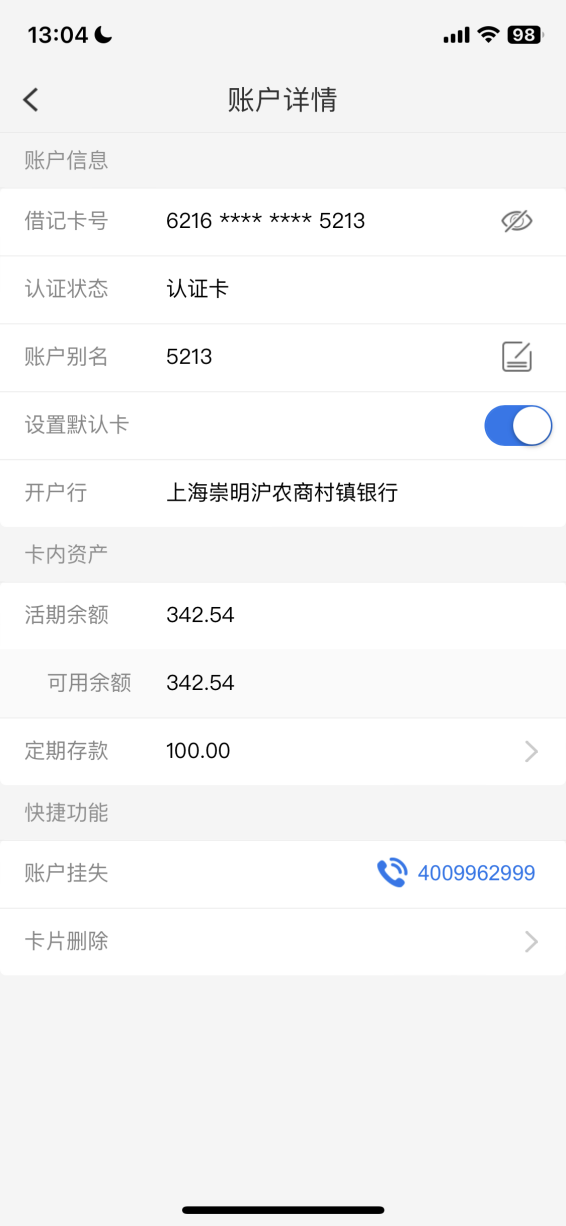 13:04 98
账户详情
账户信息
借记卡号 6216 **** **** 5213
认证状态 认证卡
账户别名 5213
设置默认卡
开户行 上海崇明沪农商村镇银行
卡内资产
活期余额 342.54
可用余额 342.54
定期存款 100.00
快捷功能
账户挂失 4009962999
卡片删除